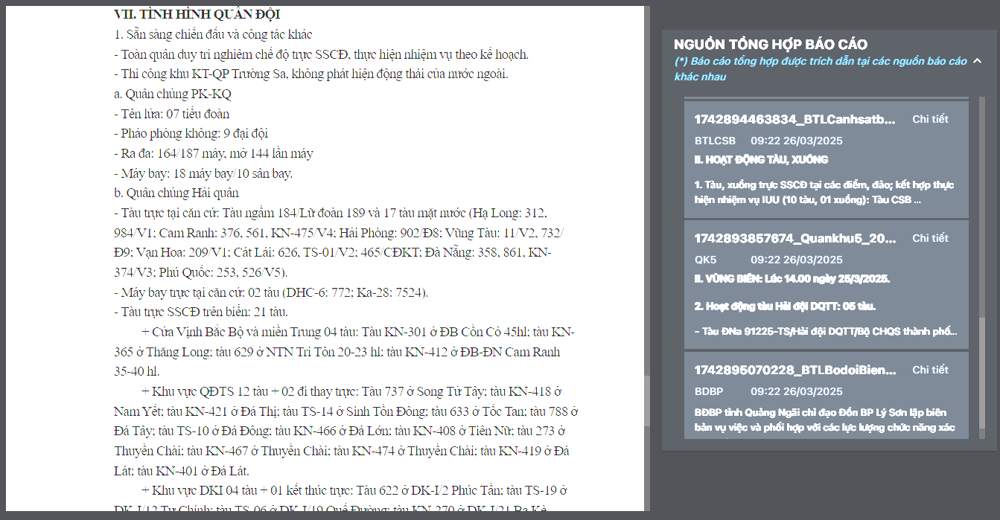 VII. TÌNH HÌNH QUÂN ĐỘI
1. Sẵn sàng chiến đấu và công tác khác
- Toàn quân duy trì nghiêm chế độ trực SSCĐ, thực hiện nhiệm vụ theo kế hoạch.
- Thi công khu KT-QP Trường Sa, không phát hiện động thái của nước ngoài.
a. Quân chủng PK-KQ
- Tên lửa: 07 tiểu đoàn
- Pháo phòng không: 9 đại đội
- Ra đa: 164/187 máy, mở 144 lần máy
- Máy bay: 18 máy bay/10 sân bay.
b. Quân chủng Hải quân
- Tàu trực tại căn cứ: Tàu ngầm 184/Lữ đoàn 189 và 17 tàu mặt nước (Hạ Long: 312,
984/V1; Cam Ranh: 376, 561, KN-475/V4; Hải Phòng: 902/Đ8; Vũng Tàu: 11/V2, 732/
Đ9; Vạn Hoa: 209/V1; Cát Lái: 626, TS-01/V2; 465/CĐKT; Đà Nẵng: 358, 861, KN-
374/V3; Phú Quốc: 253, 526/V5).
- Máy bay trực tại căn cứ: 02 tàu (DHC-6: 772; Ka-28: 7524).
- Tàu trực SSCĐ trên biển: 21 tàu.
+ Cửa Vịnh Bắc Bộ và miền Trung 04 tàu: Tàu KN-301 ở ĐB Cồn Cỏ 45hl; tàu KN-
365 ở Thăng Long; tàu 629 ở NTN Tri Tôn 20-23 hl; tàu KN-412 ở ĐB-ĐN Cam Ranh
35-40 hl.
+ Khu vực QĐTS 12 tàu + 02 đi thay trực: Tàu 737 ở Song Tử Tây; tàu KN-418 ở
Nam Yết; tàu KN-421 ở Đá Thị; tàu TS-14 ở Sinh Tồn Đông; tàu 633 ở Tốc Tan; tàu 788 ở
Đá Tây; tàu TS-10 ở Đá Đông; tàu KN-466 ở Đá Lớn; tàu KN-408 ở Tiên Nữ; tàu 273 ở
Thuyền Chài; tàu KN-467 ở Thuyền Chài; tàu KN-474 ở Thuyền Chài; tàu KN-419 ở Đá
Lát; tàu KN-401 ở Đá Lát.
+ Khu vực DKI 04 tàu + 01 kết thúc trực: Tàu 622 ở DK-I/2 Phúc Tần; tàu TS-19 ở
DK-I/12 Tư Chính; tàu TS-06 ở DK-I/19 Quế Đường; tàu KN-270 ở DK-I/21 Ba Kè
NGUỒN TỔNG HỢP BÁO CÁO
(*) Báo cáo tổng hợp được trích dẫn tại các nguồn báo cáo
khác nhau
1742894463834_BTLCanhsatb... Chi tiết
BTLCSB 09:22 26/03/2025
II. HOẠT ĐỘNG TÀU, XUỒNG
1. Tàu, xuồng trực SSCĐ tại các điểm, đảo; kết hợp thực
hiện nhiệm vụ IUU (10 tàu, 01 xuồng): Tàu CSB ...
1742893857674_Quankhu5_20... Chi tiết
QK5 09:22 26/03/2025
II. VÙNG BIỂN: Lúc 14.00 ngày 25/3/2025.
2. Hoạt động tàu Hải đội DQTT: 05 tàu.
- Tàu ĐNa 91225-TS/Hải đội DQTT/Bộ CHQS thành phố...
1742895070228_BTLBodoiBien... Chi tiết
BDBP 09:22 26/03/2025
BĐBP tỉnh Quảng Ngãi chỉ đạo Đồn BP Lý Sơn lập biên
bản vụ việc và phối hợp với các lực lượng chức năng xác